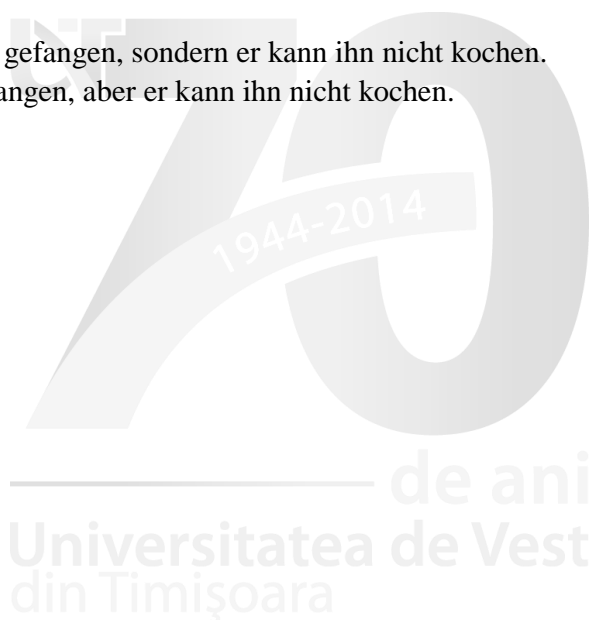 gefangen, sondern er kann ihn nicht kochen.
angen, aber er kann ihn nicht kochen.
70
1944-2014
de ani
Universitatea de Vest
din Timişoara